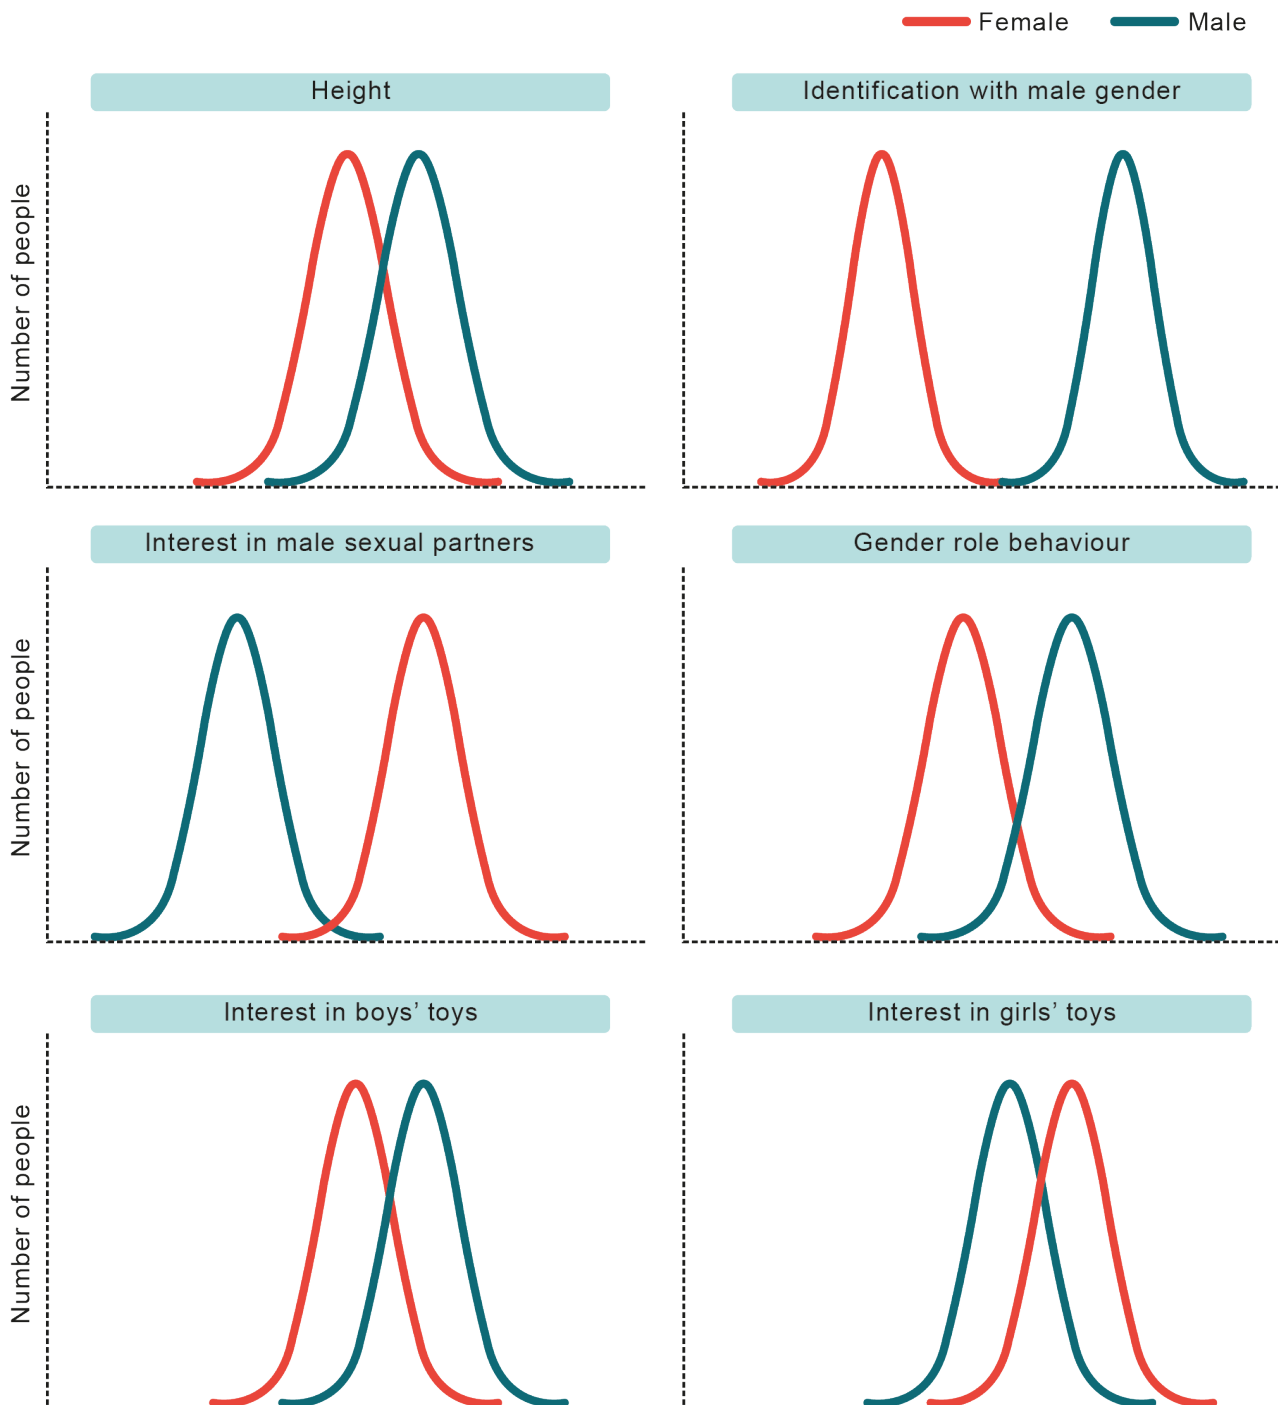 Female
Male
Height
Identification with male gender
Number of people
Interest in male sexual partners
Gender role behaviour
Number of people
Interest in boys’ toys
Interest in girls’ toys
Number of people